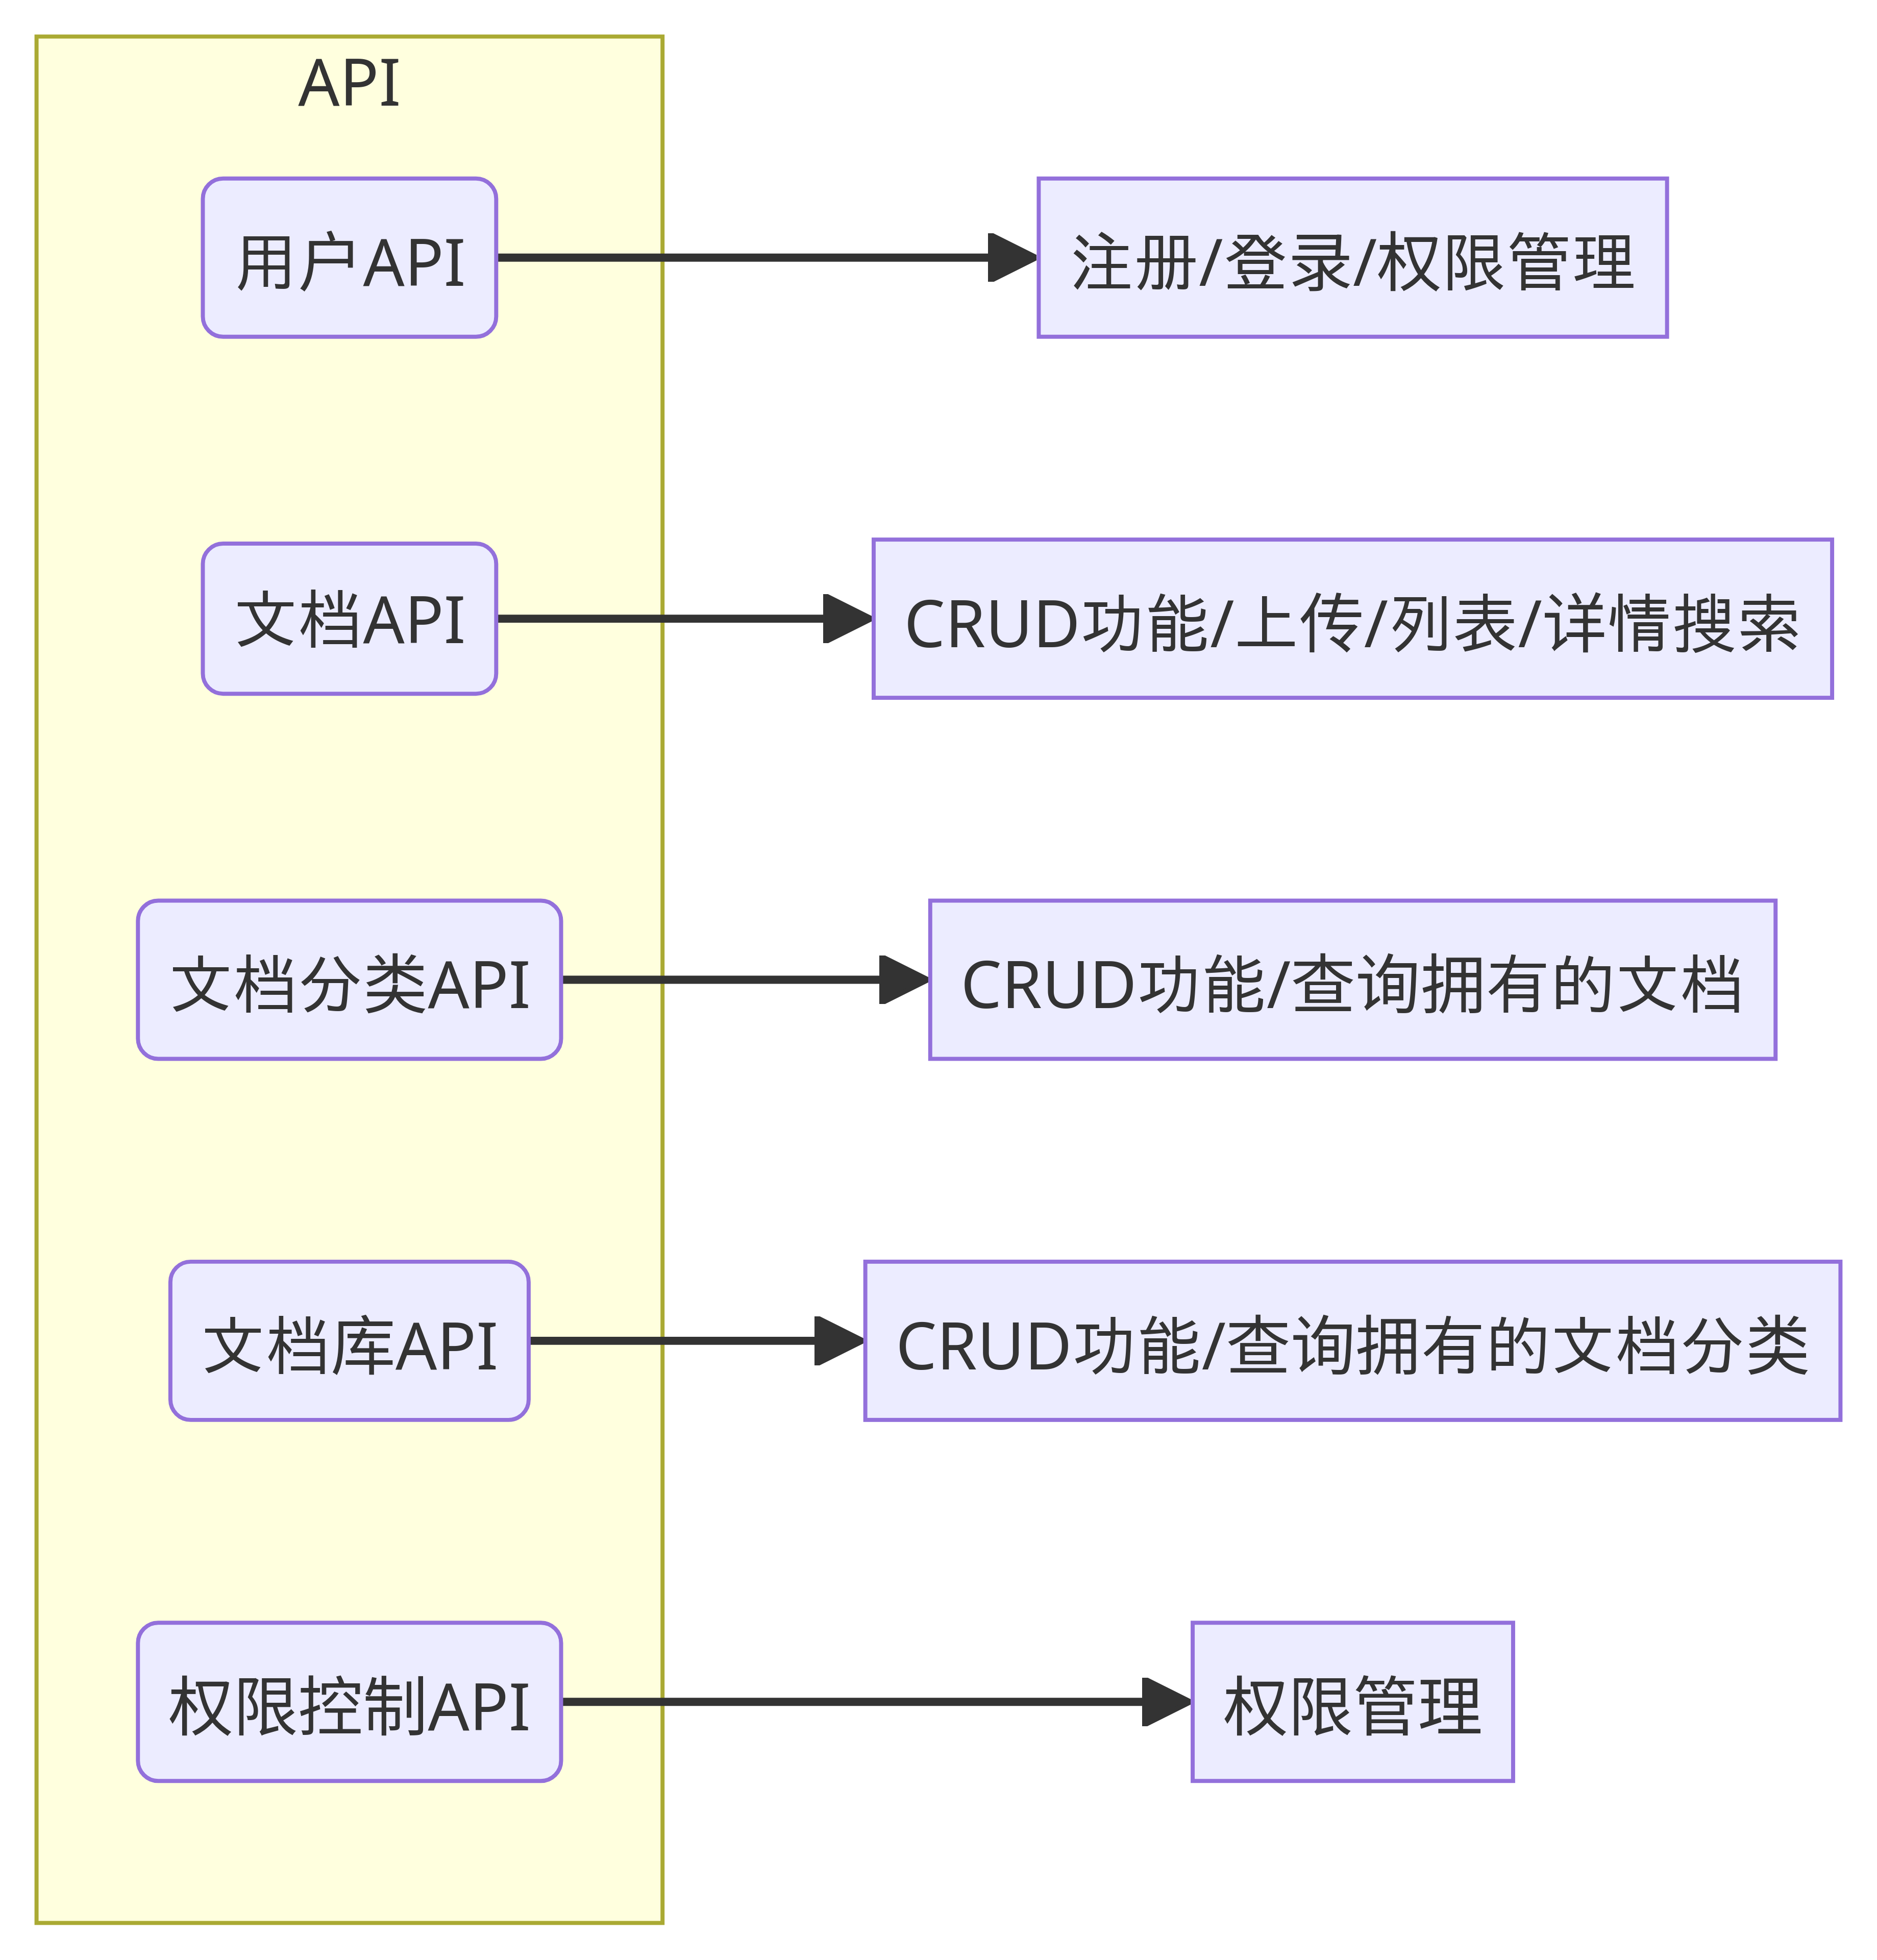 API
用户API
注册/登录/权限管理
文档API
CRUD功能/上传/列表/详情搜索
文档分类API
CRUD功能/查询拥有的文档
文档库API
CRUD功能/查询拥有的文档分类
权限控制API
权限管理